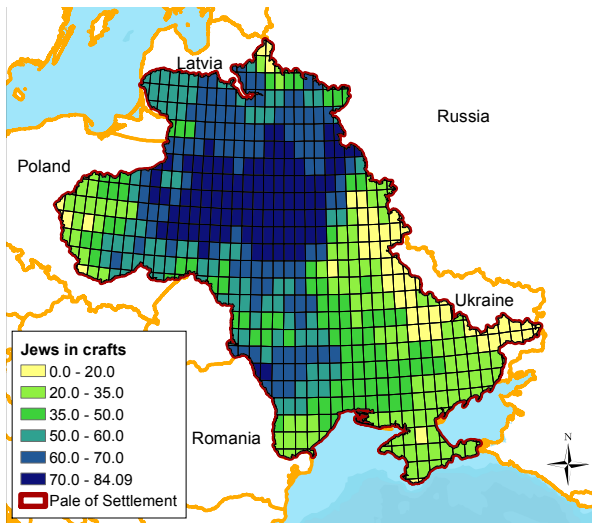 Latvia
Russia
Poland
Ukraine
Jews in crafts
0.0 - 20.0
20.0 - 35.0
35.0 - 50.0
50.0 - 60.0
60.0 - 70.0
70.0 - 84.09
Pale of Settlement
Romania
N